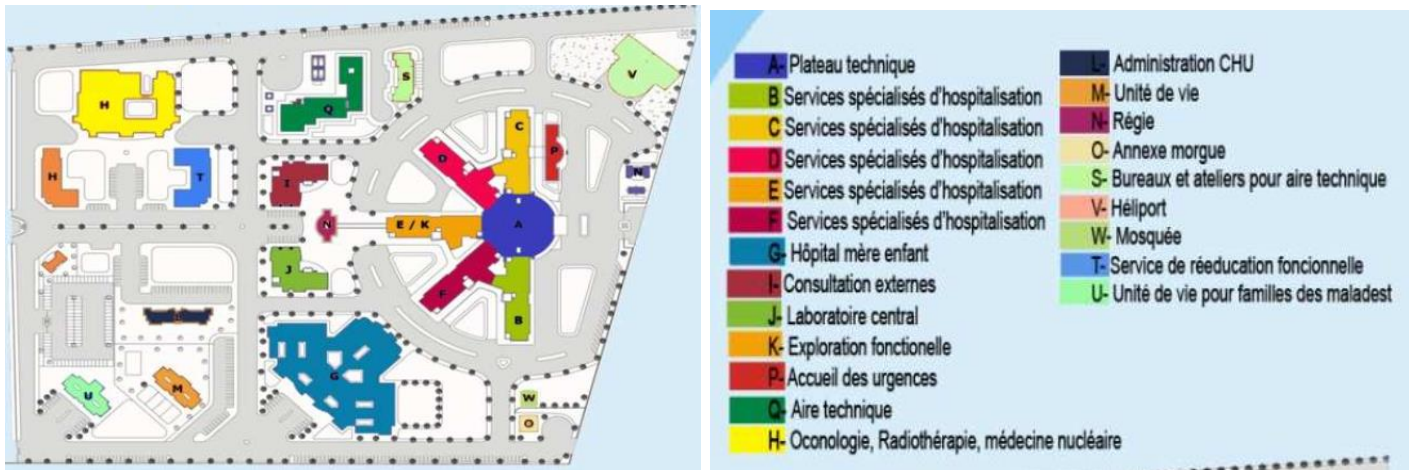 H
Q
S
V
H
T
I
D
C
P
N
N
E / K
A
J
F
B
G
U
M
W
O
A- Plateau technique
B Services spécialisés d'hospitalisation
C Services spécialisés d'hospitalisation
D Services spécialisés d'hospitalisation
E Services spécialisés d'hospitalisation
F Services spécialisés d'hospitalisation
G- Hôpital mère enfant
I- Consultation externes
J- Laboratoire central
K- Exploration fonctionelle
P- Accueil des urgences
Q- Aire technique
H- Oconologie, Radiothérapie, médecine nucléaire
L- Administration CHU
M- Unité de vie
N- Régie
O- Annexe morgue
S- Bureaux et ateliers pour aire technique
V- Héliport
W- Mosquée
T- Service de réeducation foncionnelle
U- Unité de vie pour familles des maladest